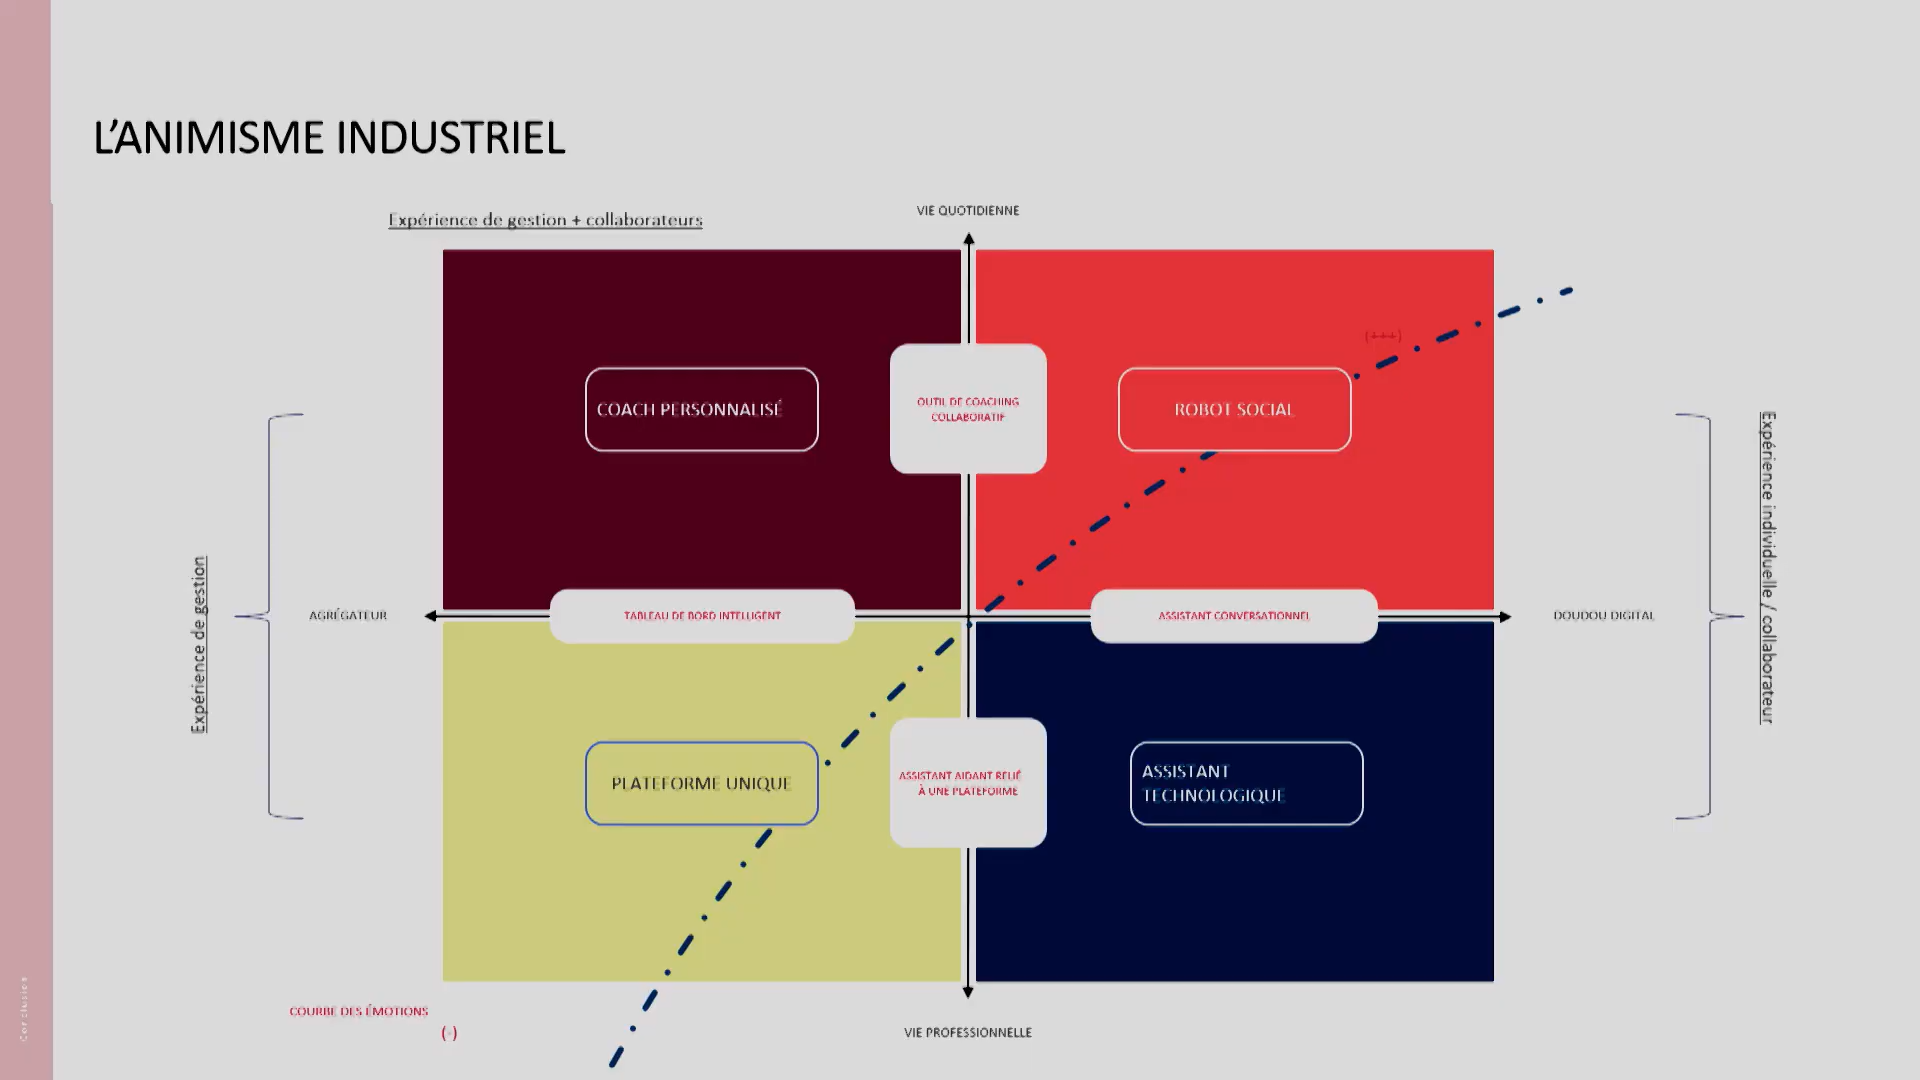 L'ANIMISME INDUSTRIEL
Expérience de gestion + collaborateurs
VIE QUOTIDIENNE
(+++)
OUTIL DE COACHING
COLLABORATIF
COACH PERSONNALISÉ
ROBOT SOCIAL
Expérience de gestion
AGRÉGATEUR
TABLEAU DE BORD INTELLIGENT
ASSISTANT CONVERSATIONNEL
DOUDOU DIGITAL
Expérience individuelle / collaborateur
PLATEFORME UNIQUE
ASSISTANT AIDANT RELIÉ
À UNE PLATEFORME
ASSISTANT
TECHNOLOGIQUE
COURBE DES ÉMOTIONS
(-)
VIE PROFESSIONNELLE